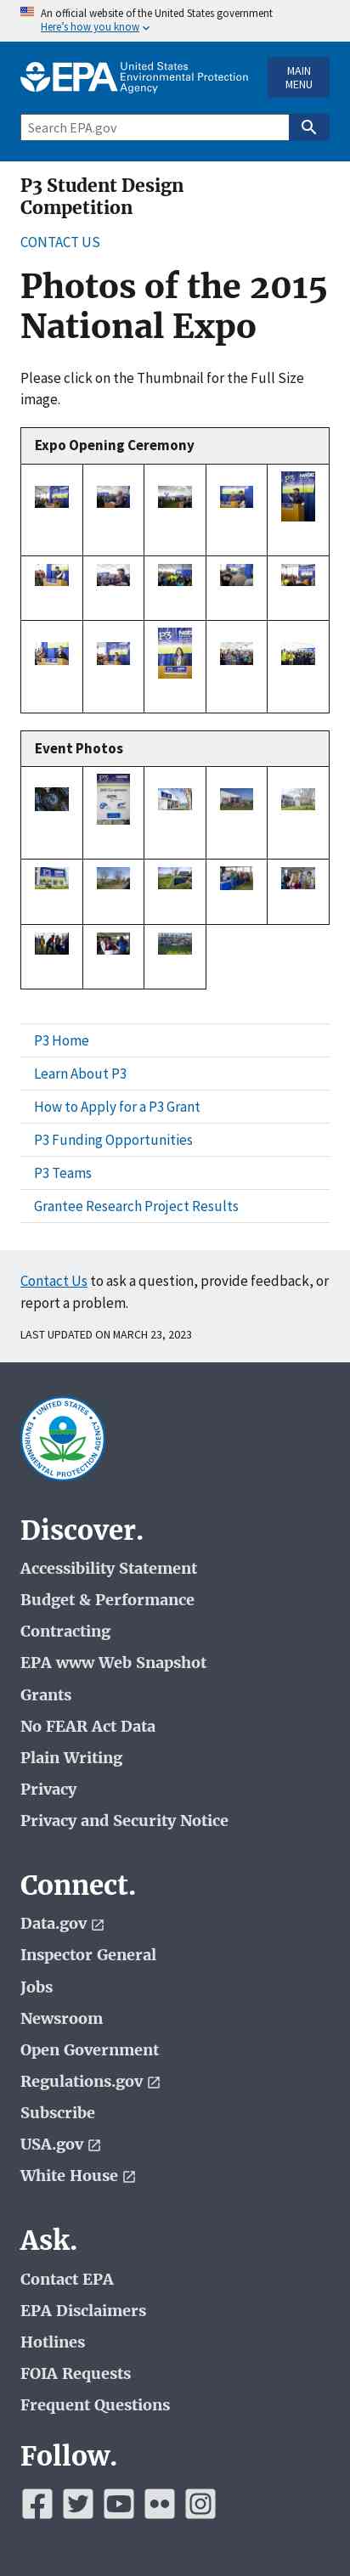 An official website of the United States government
Here's how you know
EPA United States
Environmental Protection
Agency
MAIN
MENU
Search EPA.gov
P3 Student Design
Competition
CONTACT US
Photos of the 2015
National Expo
Please click on the Thumbnail for the Full Size
image.
Expo Opening Ceremony
Event Photos
P3 Home
Learn About P3
How to Apply for a P3 Grant
P3 Funding Opportunities
P3 Teams
Grantee Research Project Results
Contact Us to ask a question, provide feedback, or
report a problem.
LAST UPDATED ON MARCH 23, 2023
UNITED STATES
ENVIRONMENTAL PROTECTION AGENCY
Discover.
Accessibility Statement
Budget & Performance
Contracting
EPA www Web Snapshot
Grants
No FEAR Act Data
Plain Writing
Privacy
Privacy and Security Notice
Connect.
Data.gov
Inspector General
Jobs
Newsroom
Open Government
Regulations.gov
Subscribe
USA.gov
White House
Ask.
Contact EPA
EPA Disclaimers
Hotlines
FOIA Requests
Frequent Questions
Follow.